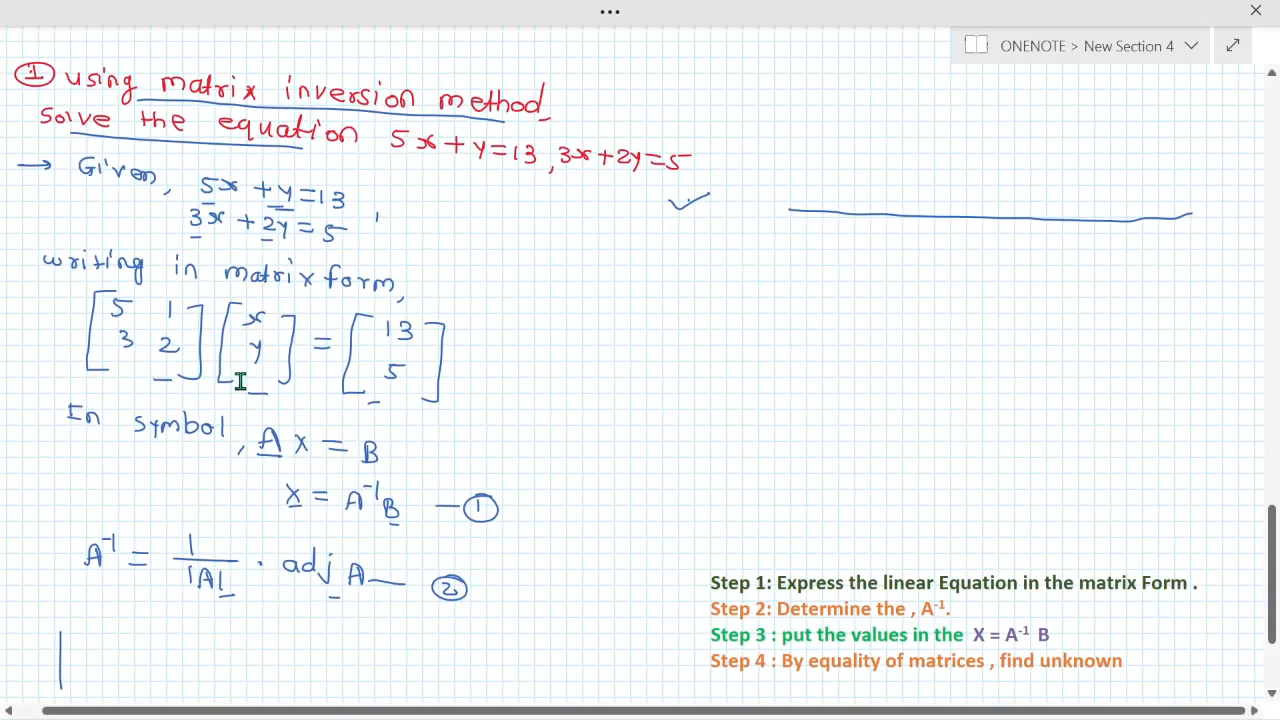 ONENOTE > New Section 4
① using matrix inversion method
solve the equation 5x + y = 13 , 3x + 2y = 5
→ Given, 5x + y = 13
3x + 2y = 5 ,
writing in matrix form,
[ 5 1 ] [ x ] = [ 13 ]
[ 3 2 ] [ y ] [ 5 ]
In symbol, A x = B
x = A⁻¹B — ①
A⁻¹ = 1/|A| · adj A — ②
Step 1: Express the linear Equation in the matrix Form .
Step 2: Determine the , A⁻¹.
Step 3 : put the values in the X = A⁻¹ B
Step 4 : By equality of matrices , find unknown